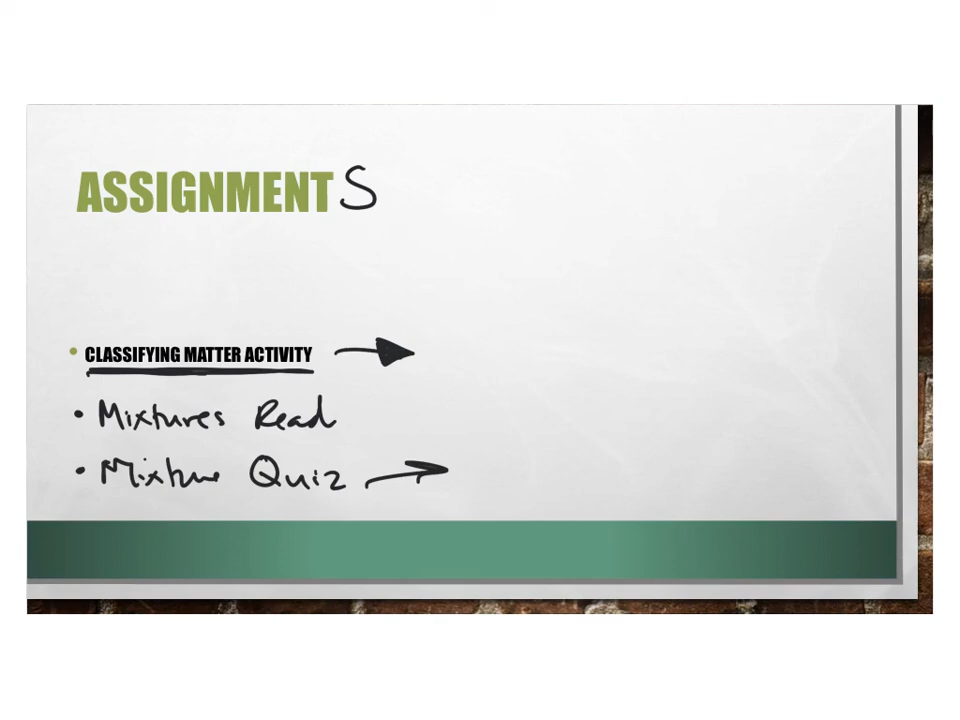 ASSIGNMENTS
• CLASSIFYING MATTER ACTIVITY →
• Mixtures Read
• Mixture Quiz →